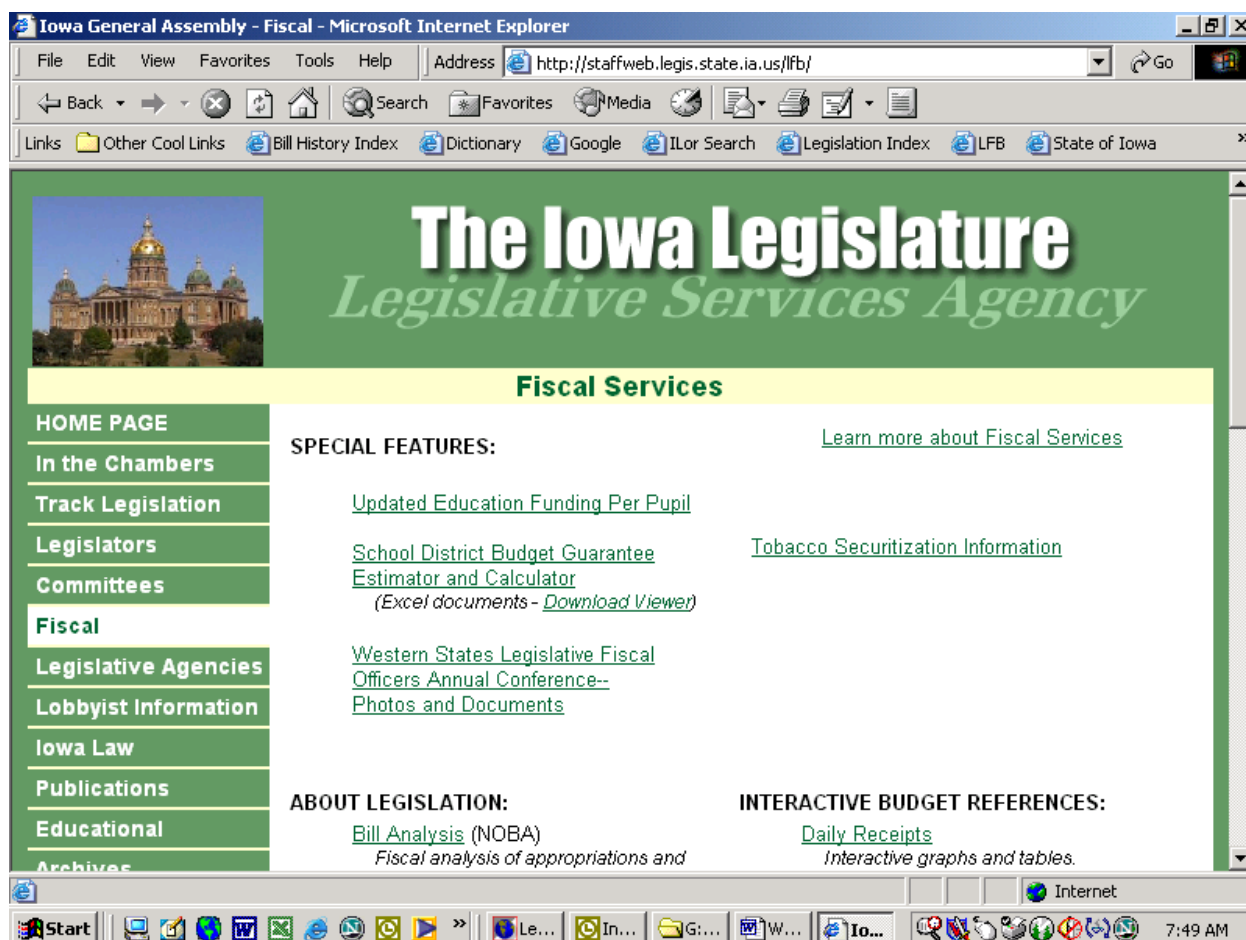 Iowa General Assembly - Fiscal - Microsoft Internet Explorer
File Edit View Favorites Tools Help Address http://staffweb.legis.state.ia.us/lfb/ Go
Back Search Favorites Media
Links Other Cool Links Bill History Index Dictionary Google ILor Search Legislation Index LFB State of Iowa »
The Iowa Legislature
Legislative Services Agency
Fiscal Services
HOME PAGE
In the Chambers
Track Legislation
Legislators
Committees
Fiscal
Legislative Agencies
Lobbyist Information
Iowa Law
Publications
Educational
Archives
SPECIAL FEATURES:
Learn more about Fiscal Services
Updated Education Funding Per Pupil
School District Budget Guarantee
Estimator and Calculator
(Excel documents - Download Viewer)
Tobacco Securitization Information
Western States Legislative Fiscal
Officers Annual Conference--
Photos and Documents
ABOUT LEGISLATION:
Bill Analysis (NOBA)
Fiscal analysis of appropriations and
INTERACTIVE BUDGET REFERENCES:
Daily Receipts
Interactive graphs and tables.
Internet
Start » Le... In... G:... W... Io... 7:49 AM